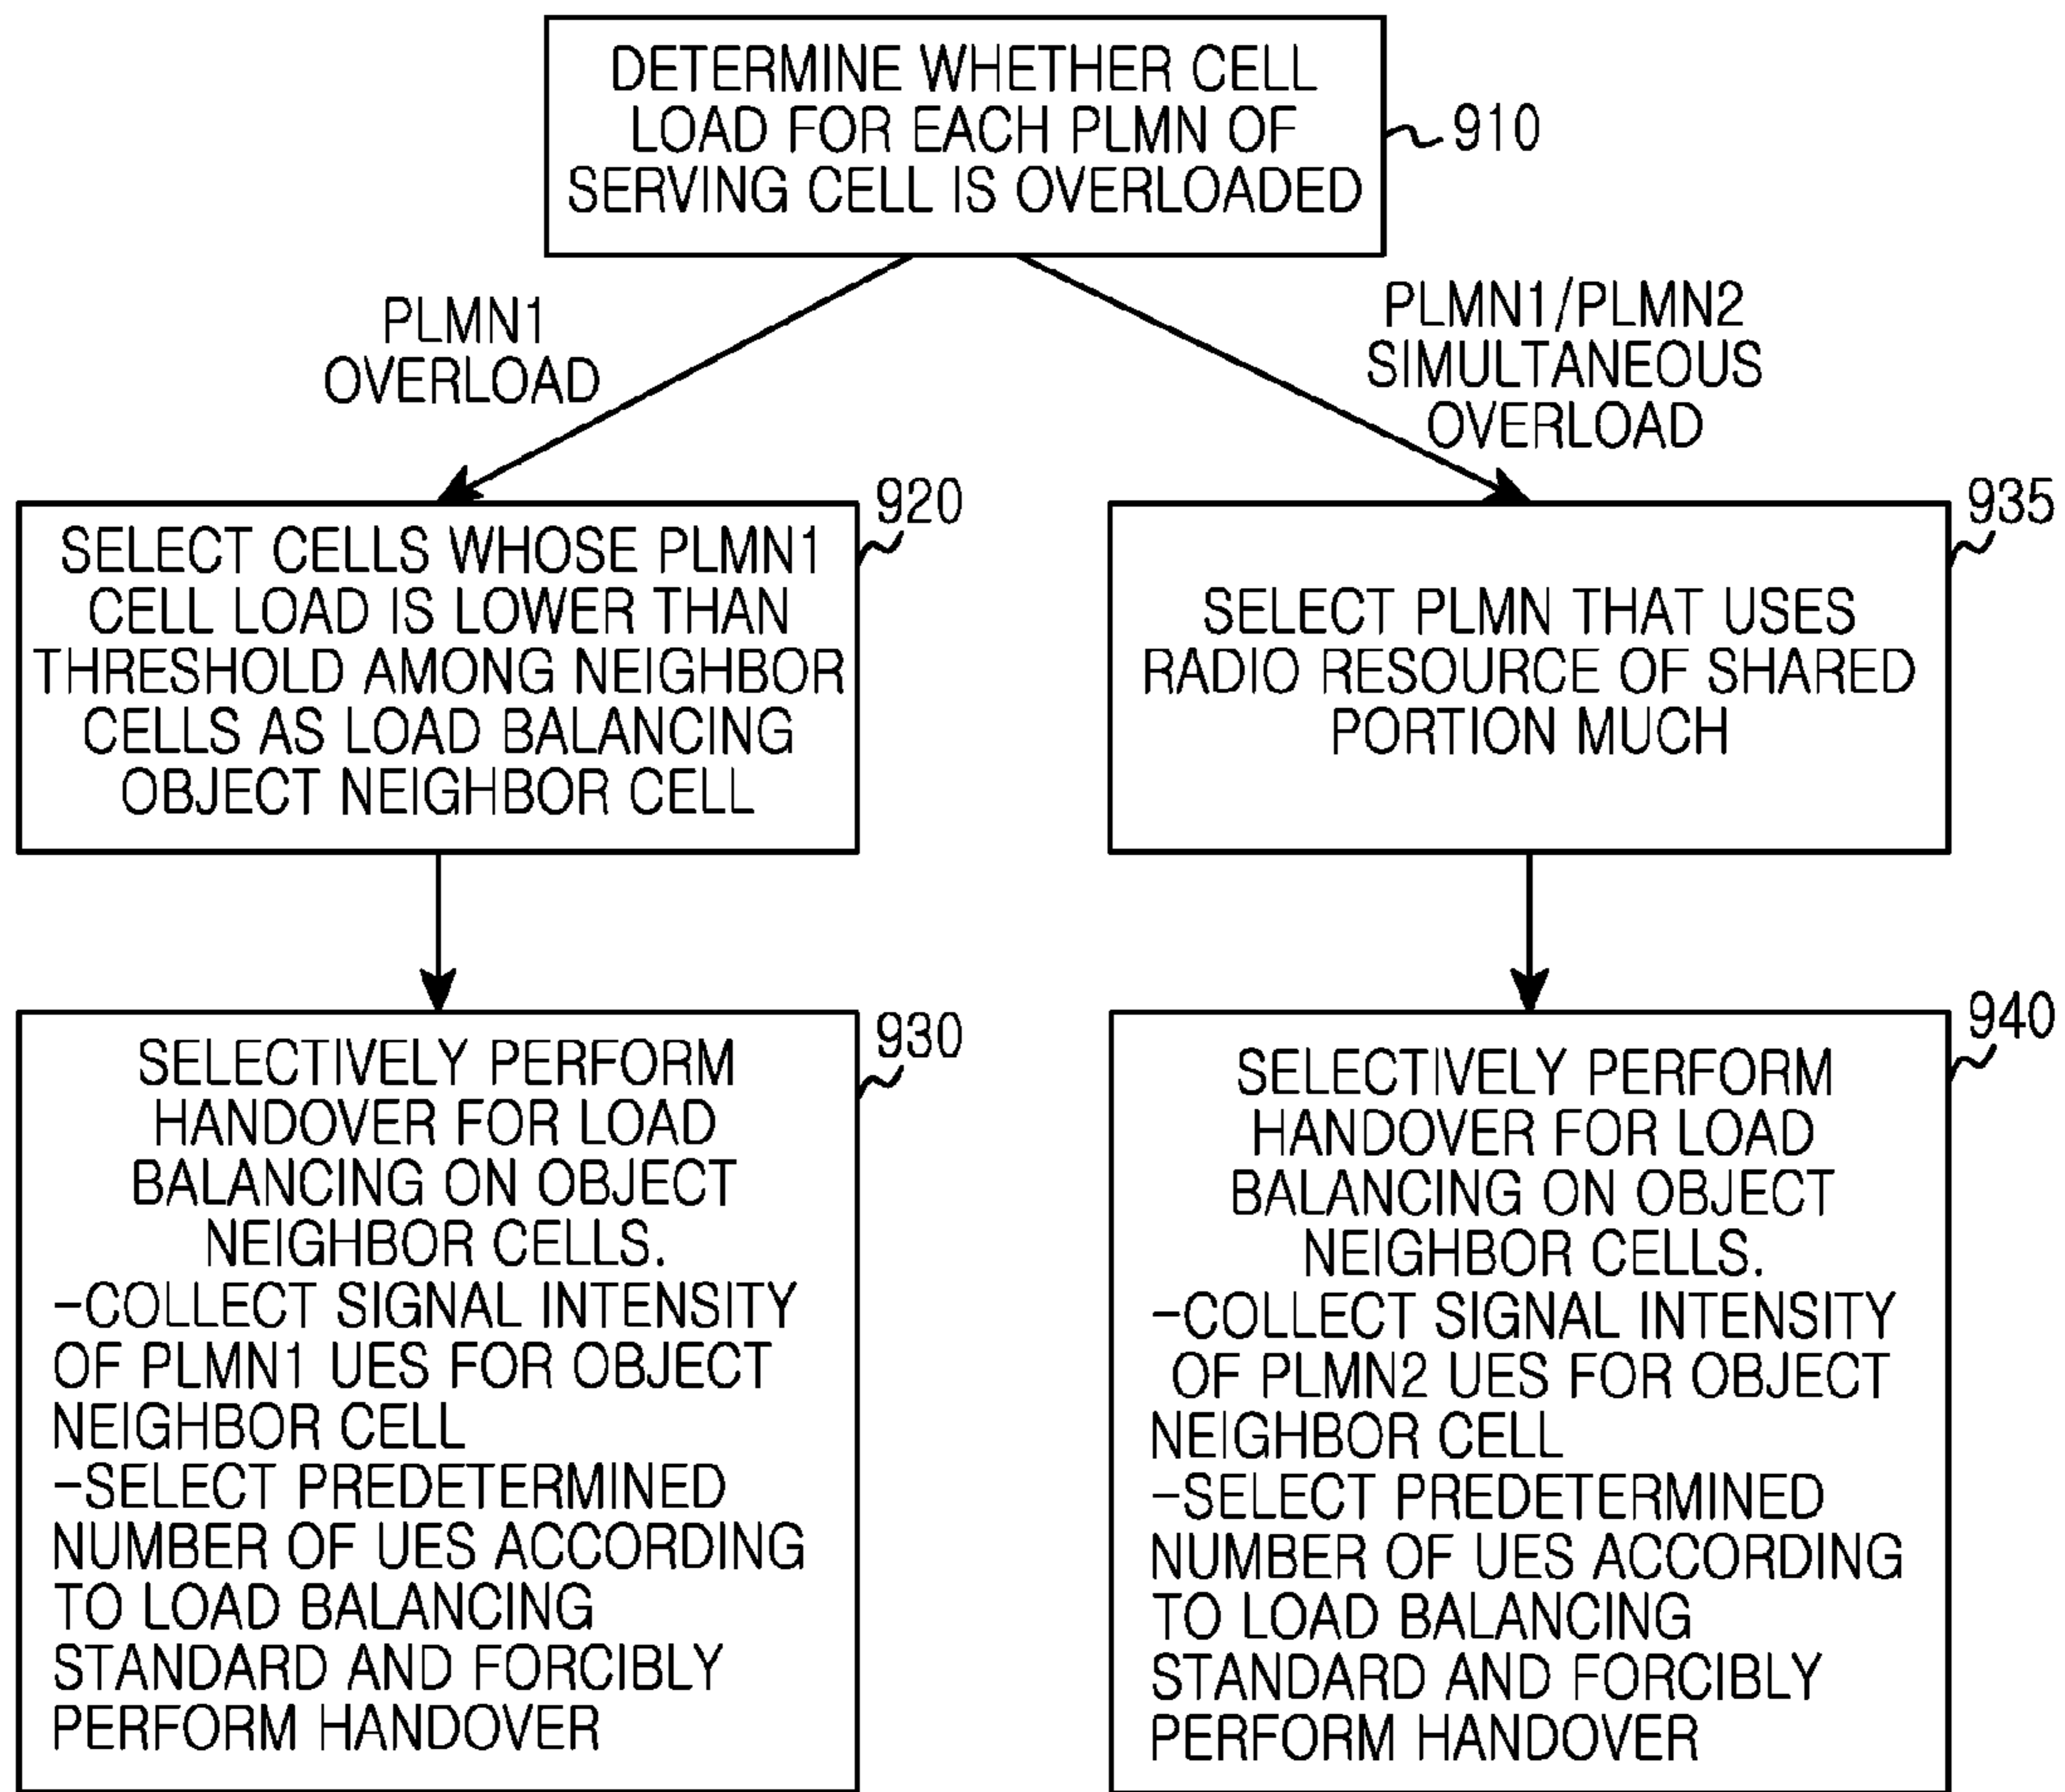 DETERMINE WHETHER CELL
LOAD FOR EACH PLMN OF
SERVING CELL IS OVERLOADED
910
PLMN1
OVERLOAD
PLMN1/PLMN2
SIMULTANEOUS
OVERLOAD
920
SELECT CELLS WHOSE PLMN1
CELL LOAD IS LOWER THAN
THRESHOLD AMONG NEIGHBOR
CELLS AS LOAD BALANCING
OBJECT NEIGHBOR CELL
935
SELECT PLMN THAT USES
RADIO RESOURCE OF SHARED
PORTION MUCH
930
SELECTIVELY PERFORM
HANDOVER FOR LOAD
BALANCING ON OBJECT
NEIGHBOR CELLS.
-COLLECT SIGNAL INTENSITY
OF PLMN1 UES FOR OBJECT
NEIGHBOR CELL
-SELECT PREDETERMINED
NUMBER OF UES ACCORDING
TO LOAD BALANCING
STANDARD AND FORCIBLY
PERFORM HANDOVER
940
SELECTIVELY PERFORM
HANDOVER FOR LOAD
BALANCING ON OBJECT
NEIGHBOR CELLS.
-COLLECT SIGNAL INTENSITY
OF PLMN2 UES FOR OBJECT
NEIGHBOR CELL
-SELECT PREDETERMINED
NUMBER OF UES ACCORDING
TO LOAD BALANCING
STANDARD AND FORCIBLY
PERFORM HANDOVER